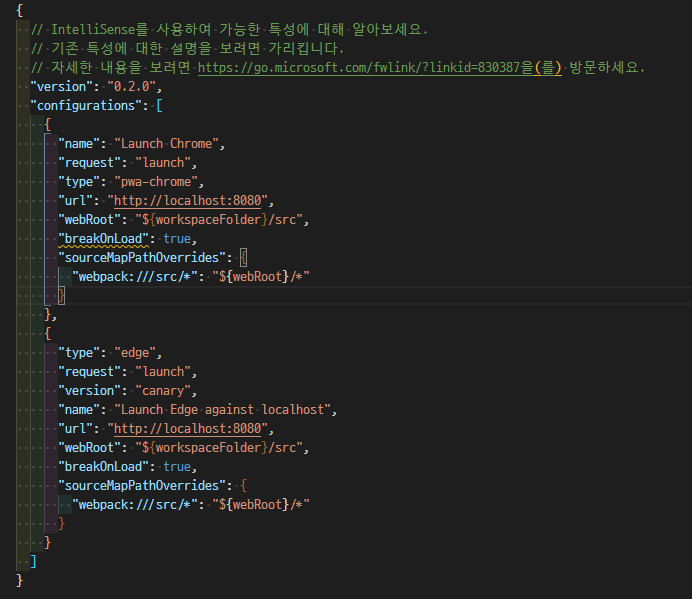 {
// IntelliSense를 사용하여 가능한 특성에 대해 알아보세요.
// 기존 특성에 대한 설명을 보려면 가리킵니다.
// 자세한 내용을 보려면 https://go.microsoft.com/fwlink/?linkid=830387을(를) 방문하세요.
"version": "0.2.0",
"configurations": [
{
"name": "Launch Chrome",
"request": "launch",
"type": "pwa-chrome",
"url": "http://localhost:8080",
"webRoot": "${workspaceFolder}/src",
"breakOnLoad": true,
"sourceMapPathOverrides": {
"webpack:///src/*": "${webRoot}/*"
}
},
{
"type": "edge",
"request": "launch",
"version": "canary",
"name": "Launch Edge against localhost",
"url": "http://localhost:8080",
"webRoot": "${workspaceFolder}/src",
"breakOnLoad": true,
"sourceMapPathOverrides": {
"webpack:///src/*": "${webRoot}/*"
}
}
]
}